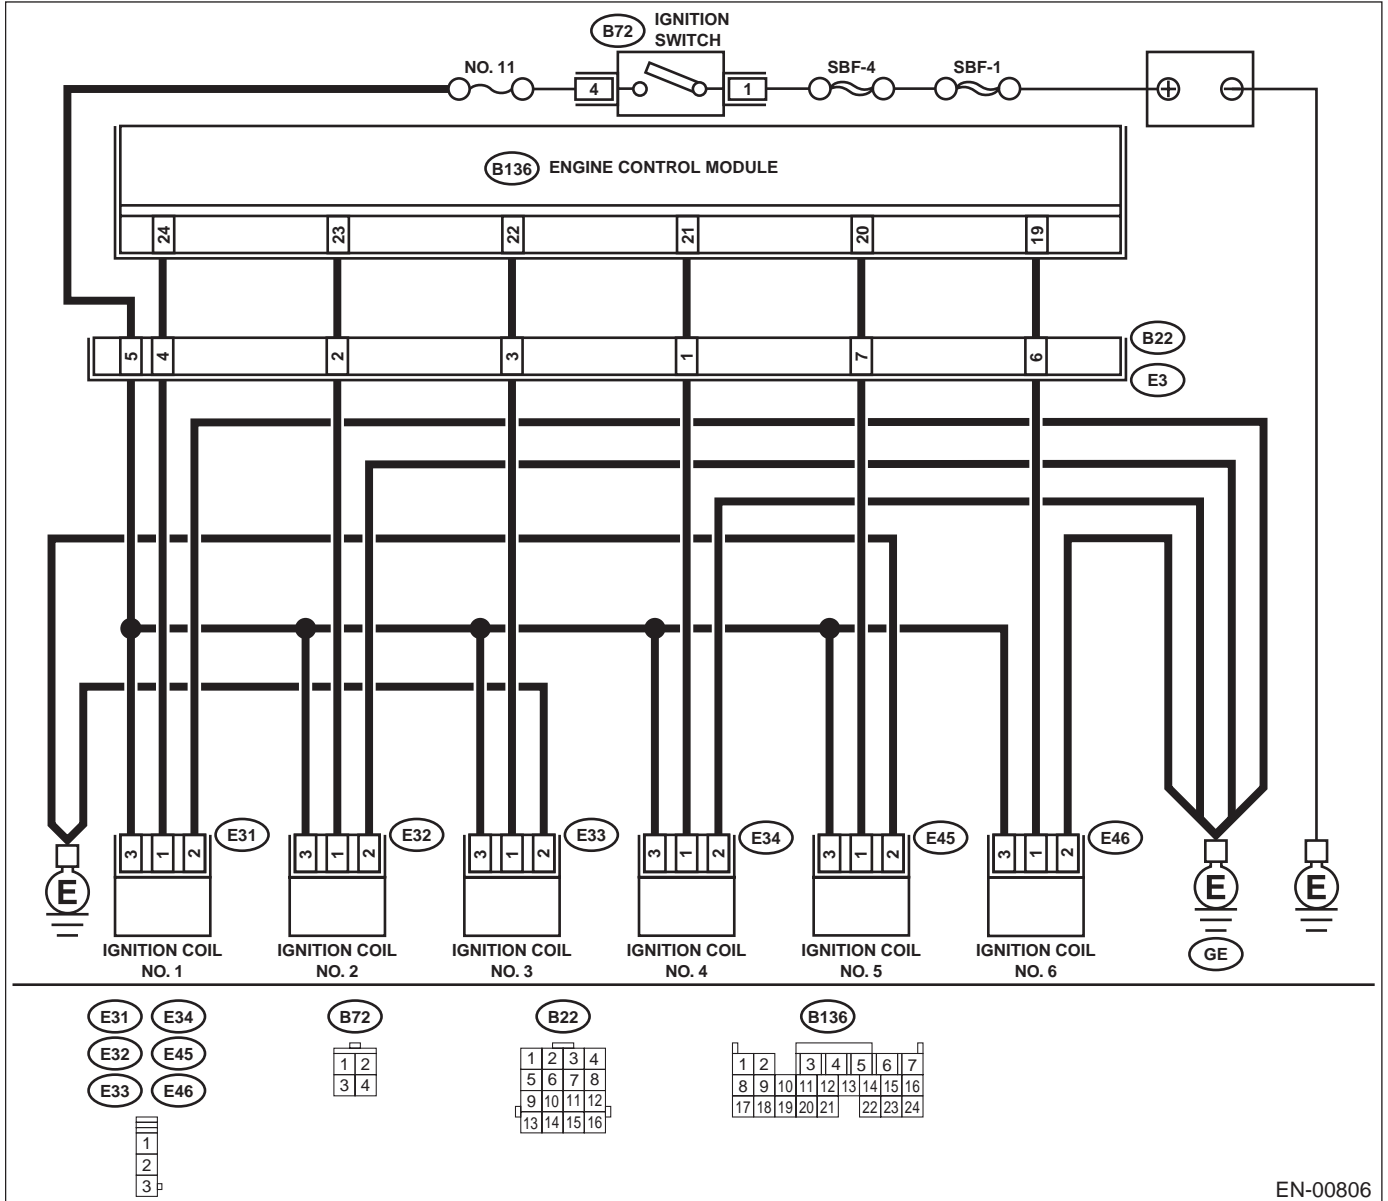 IGNITION
SWITCH
B72
NO. 11
4
1
SBF-4
SBF-1
+
−
B136 ENGINE CONTROL MODULE
24 23 22 21 20 19
B22
5 4 2 3 1 7 6
E3
3 1 2 E31
3 1 2 E32
3 1 2 E33
3 1 2 E34
3 1 2 E45
3 1 2 E46
E
E
E
GE
IGNITION COIL
NO. 1
IGNITION COIL
NO. 2
IGNITION COIL
NO. 3
IGNITION COIL
NO. 4
IGNITION COIL
NO. 5
IGNITION COIL
NO. 6
E31 E34
E32 E45
E33 E46
1
2
3
B72
1 2
3 4
B22
1 2 3 4
5 6 7 8
9 10 11 12
13 14 15 16
B136
1 2 3 4 5 6 7
8 9 10 11 12 13 14 15 16
17 18 19 20 21 22 23 24
EN-00806